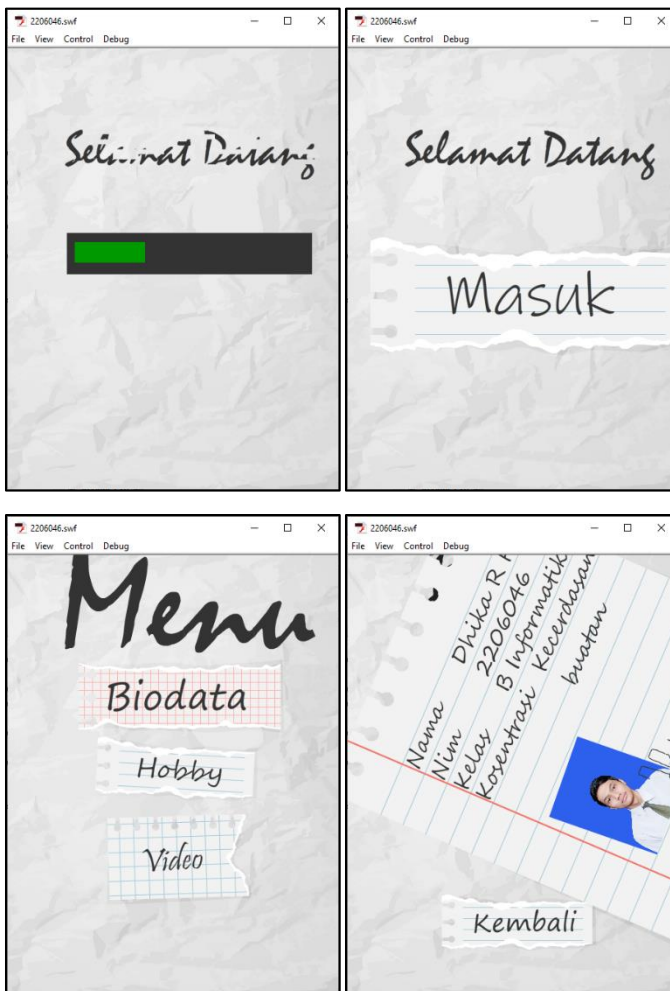 2206046.swf
File View Control Debug
Selamat Datang
2206046.swf
File View Control Debug
Selamat Datang
Masuk
2206046.swf
File View Control Debug
Menu
Biodata
Hobby
Video
2206046.swf
File View Control Debug
Nama Dhika R
Nim 2206046
Kelas B Informatik
Kosentrasi Kecerdasan
buatan
Kembali